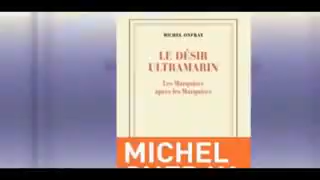 MICHEL ONFRAY
LE DÉSIR
ULTRAMARIN
Les Marquises
après les Marquises
MICHEL